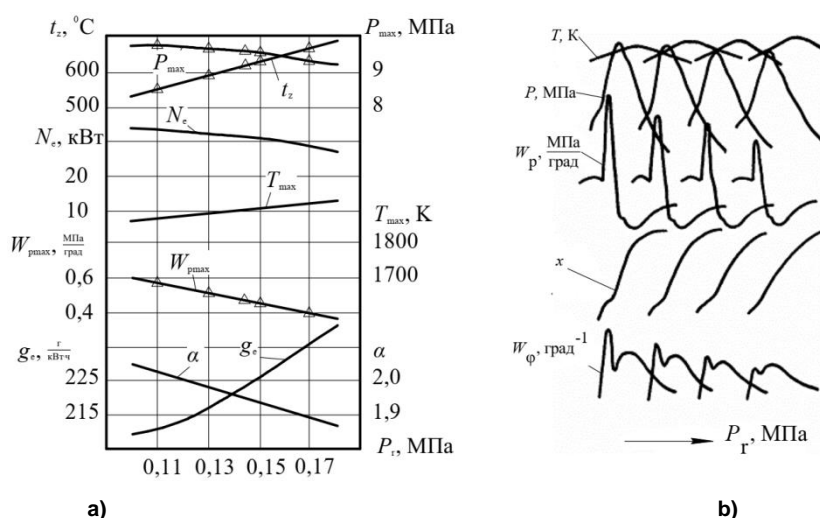 t_z, °C
P_max, МПа
600
500
N_e, кВт
20
10
W_pmax, МПа/град
0,6
0,4
g_e, г/кВт·ч
225
215
P_max
t_z
N_e
T_max
W_pmax
α
g_e
9
8
T_max, К
1800
1700
α
2,0
1,9
P_r, МПа
0,11 0,13 0,15 0,17
а)
T, К
P, МПа
W_p, МПа/град
x
W_φ, град⁻¹
P_r, МПа
b)